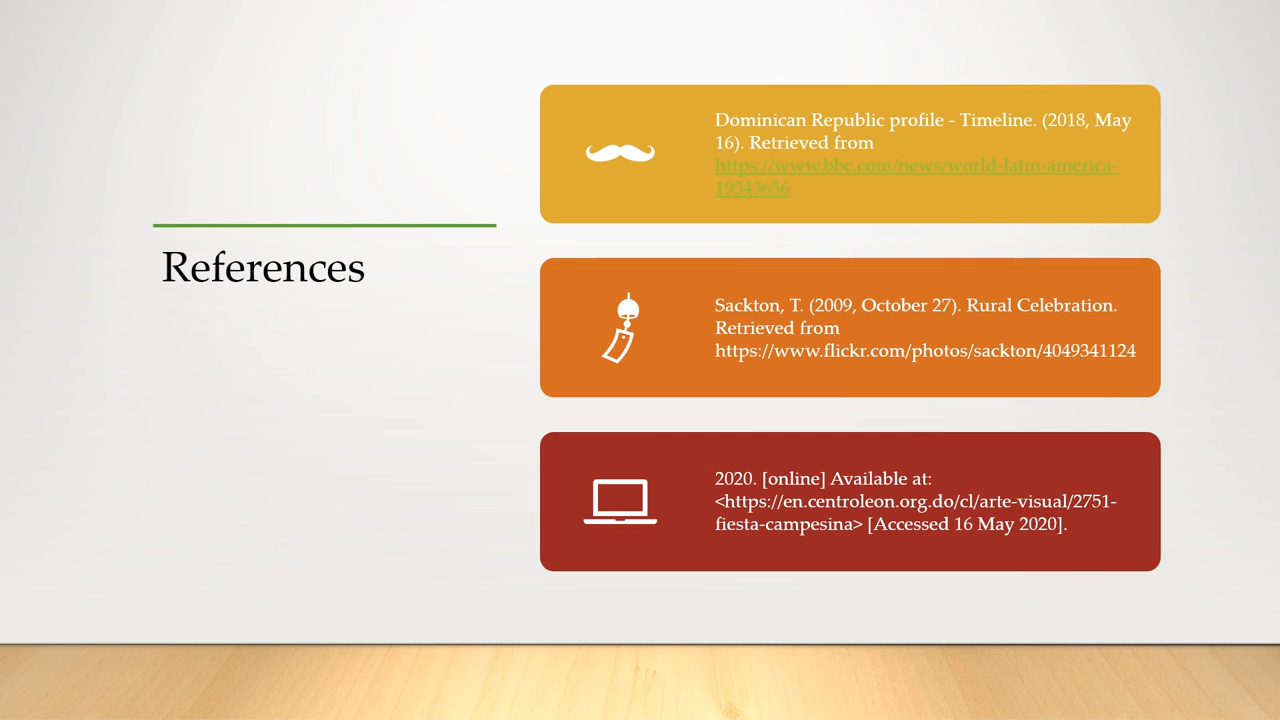 References
Dominican Republic profile - Timeline. (2018, May
16). Retrieved from
https://www.bbc.com/news/world-latin-america-
19343656
Sackton, T. (2009, October 27). Rural Celebration.
Retrieved from
https://www.flickr.com/photos/sackton/4049341124
2020. [online] Available at:
<https://en.centroleon.org.do/cl/arte-visual/2751-
fiesta-campesina> [Accessed 16 May 2020].